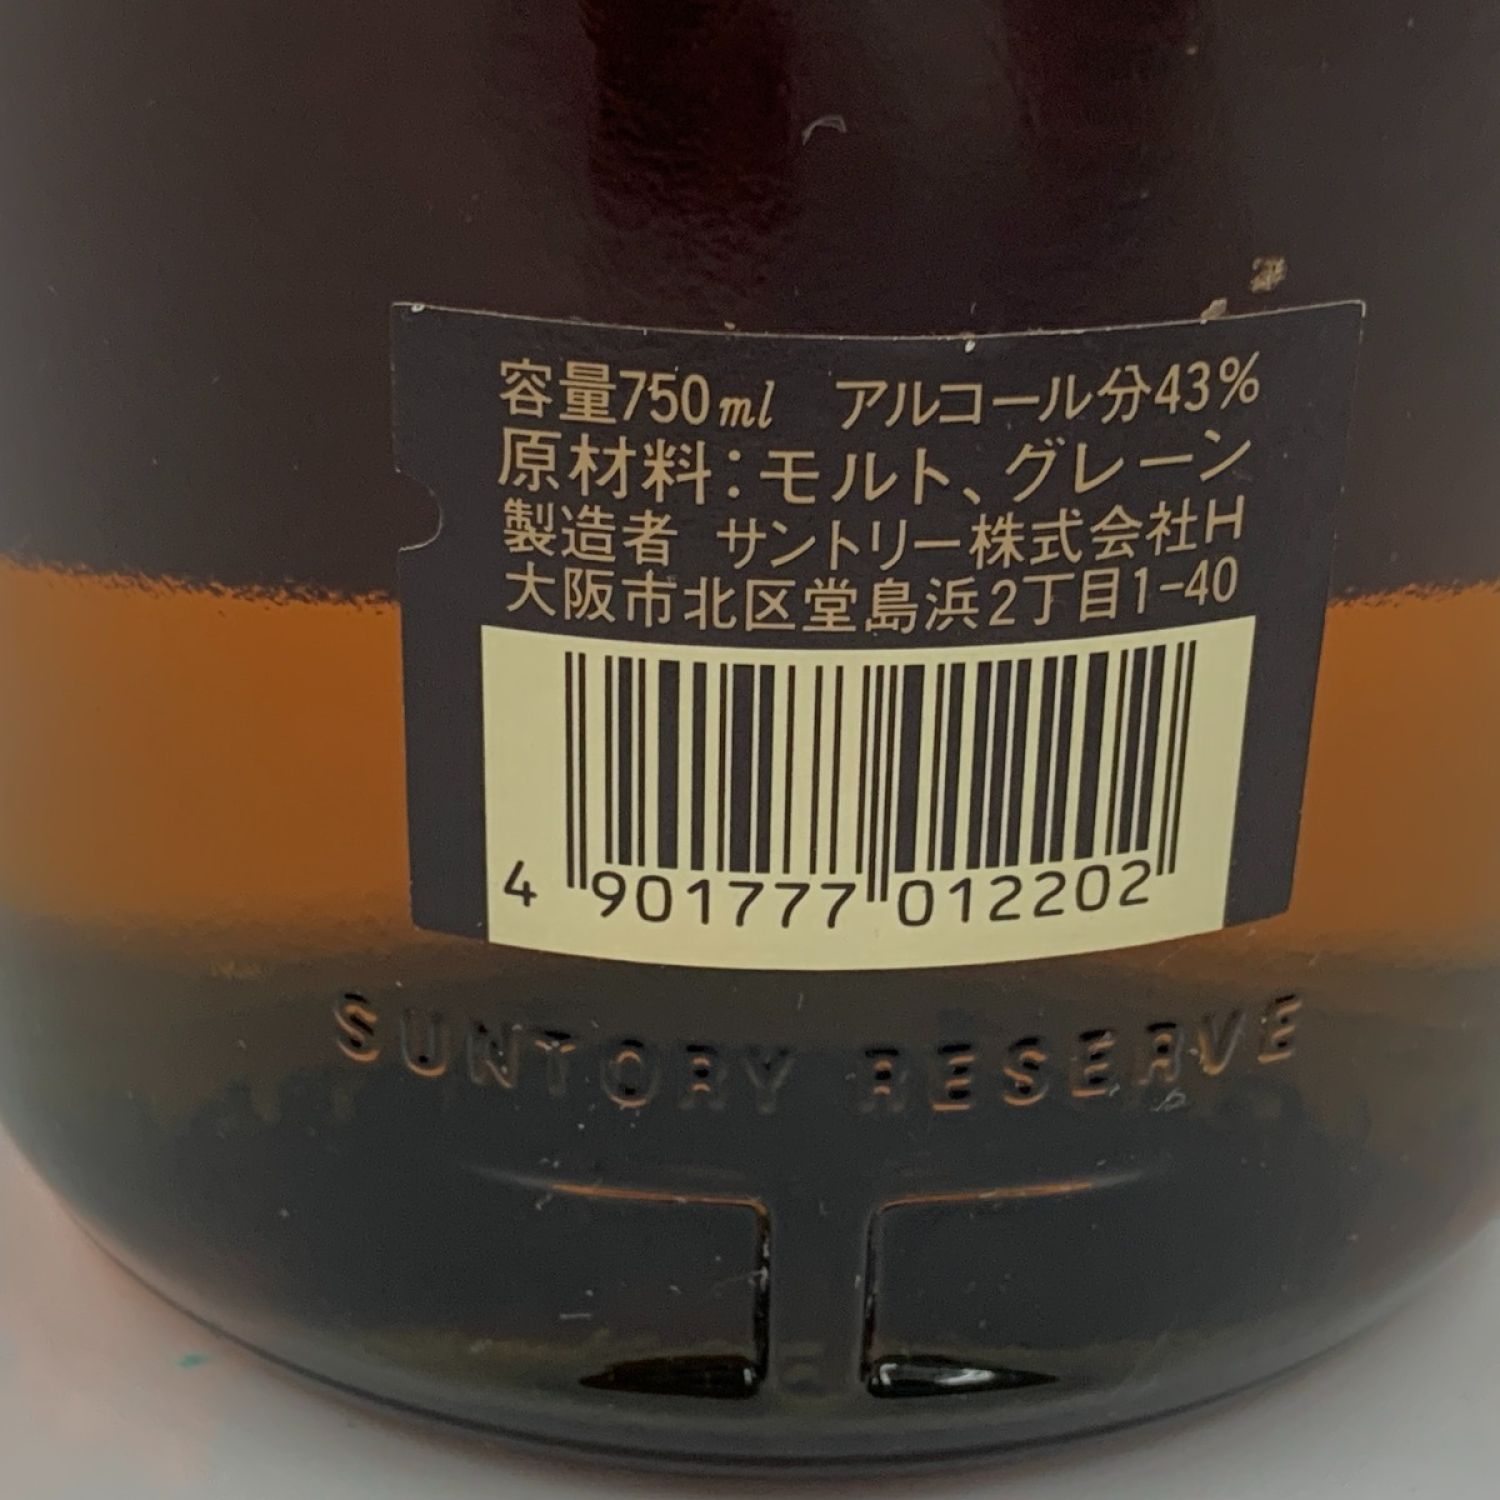 容量750ml アルコール分43%
原材料：モルト、グレーン
製造者 サントリー株式会社H
大阪市北区堂島浜2丁目1-40
4 901777 012202
SUNTORY RESERVE